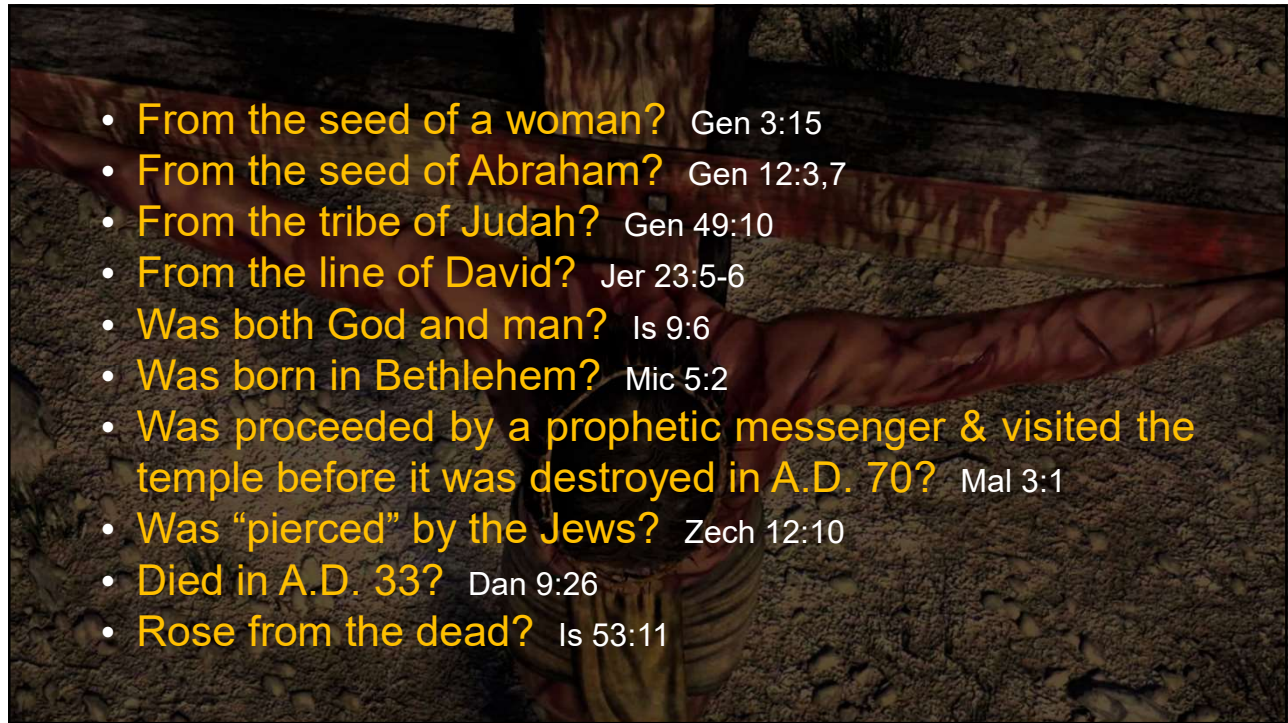 • From the seed of a woman? Gen 3:15
• From the seed of Abraham? Gen 12:3,7
• From the tribe of Judah? Gen 49:10
• From the line of David? Jer 23:5-6
• Was both God and man? Is 9:6
• Was born in Bethlehem? Mic 5:2
• Was proceeded by a prophetic messenger & visited the
temple before it was destroyed in A.D. 70? Mal 3:1
• Was “pierced” by the Jews? Zech 12:10
• Died in A.D. 33? Dan 9:26
• Rose from the dead? Is 53:11